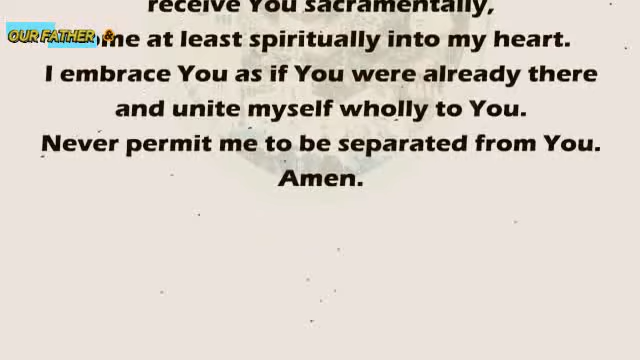 receive You sacramentally,
OUR FATHER &
me at least spiritually into my heart.
I embrace You as if You were already there
and unite myself wholly to You.
Never permit me to be separated from You.
Amen.